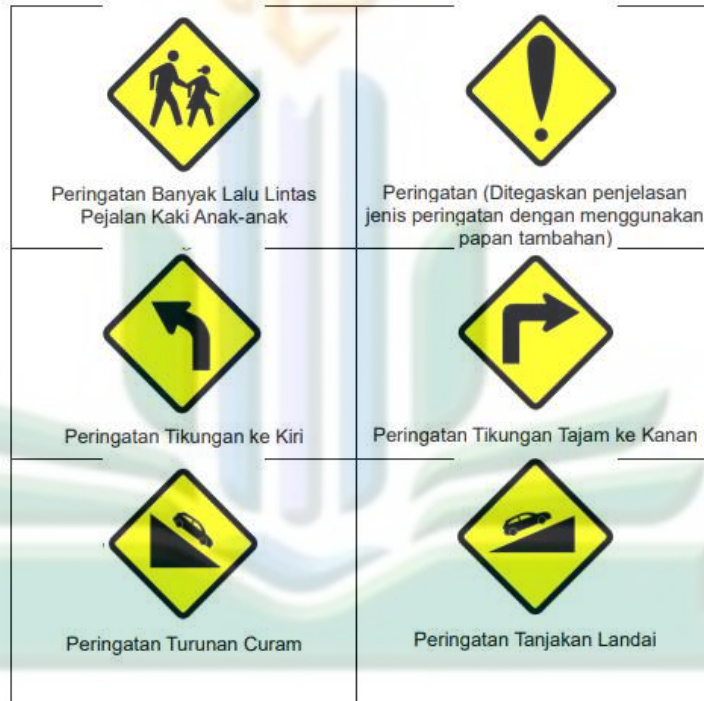 Peringatan Banyak Lalu Lintas
Pejalan Kaki Anak-anak
Peringatan (Ditegaskan penjelasan
jenis peringatan dengan menggunakan
papan tambahan)
Peringatan Tikungan ke Kiri
Peringatan Tikungan Tajam ke Kanan
Peringatan Turunan Curam
Peringatan Tanjakan Landai